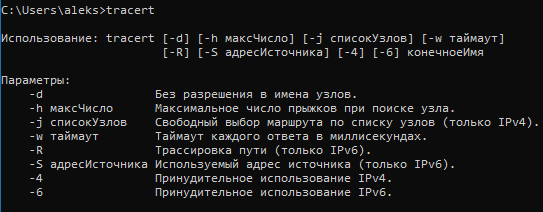 C:\Users\aleks>tracert
Использование: tracert [-d] [-h максЧисло] [-j списокУзлов] [-w таймаут]
[-R] [-S адресИсточника] [-4] [-6] конечноеИмя
Параметры:
-d Без разрешения в имена узлов.
-h максЧисло Максимальное число прыжков при поиске узла.
-j списокУзлов Свободный выбор маршрута по списку узлов (только IPv4).
-w таймаут Таймаут каждого ответа в миллисекундах.
-R Трассировка пути (только IPv6).
-S адресИсточника Используемый адрес источника (только IPv6).
-4 Принудительное использование IPv4.
-6 Принудительное использование IPv6.